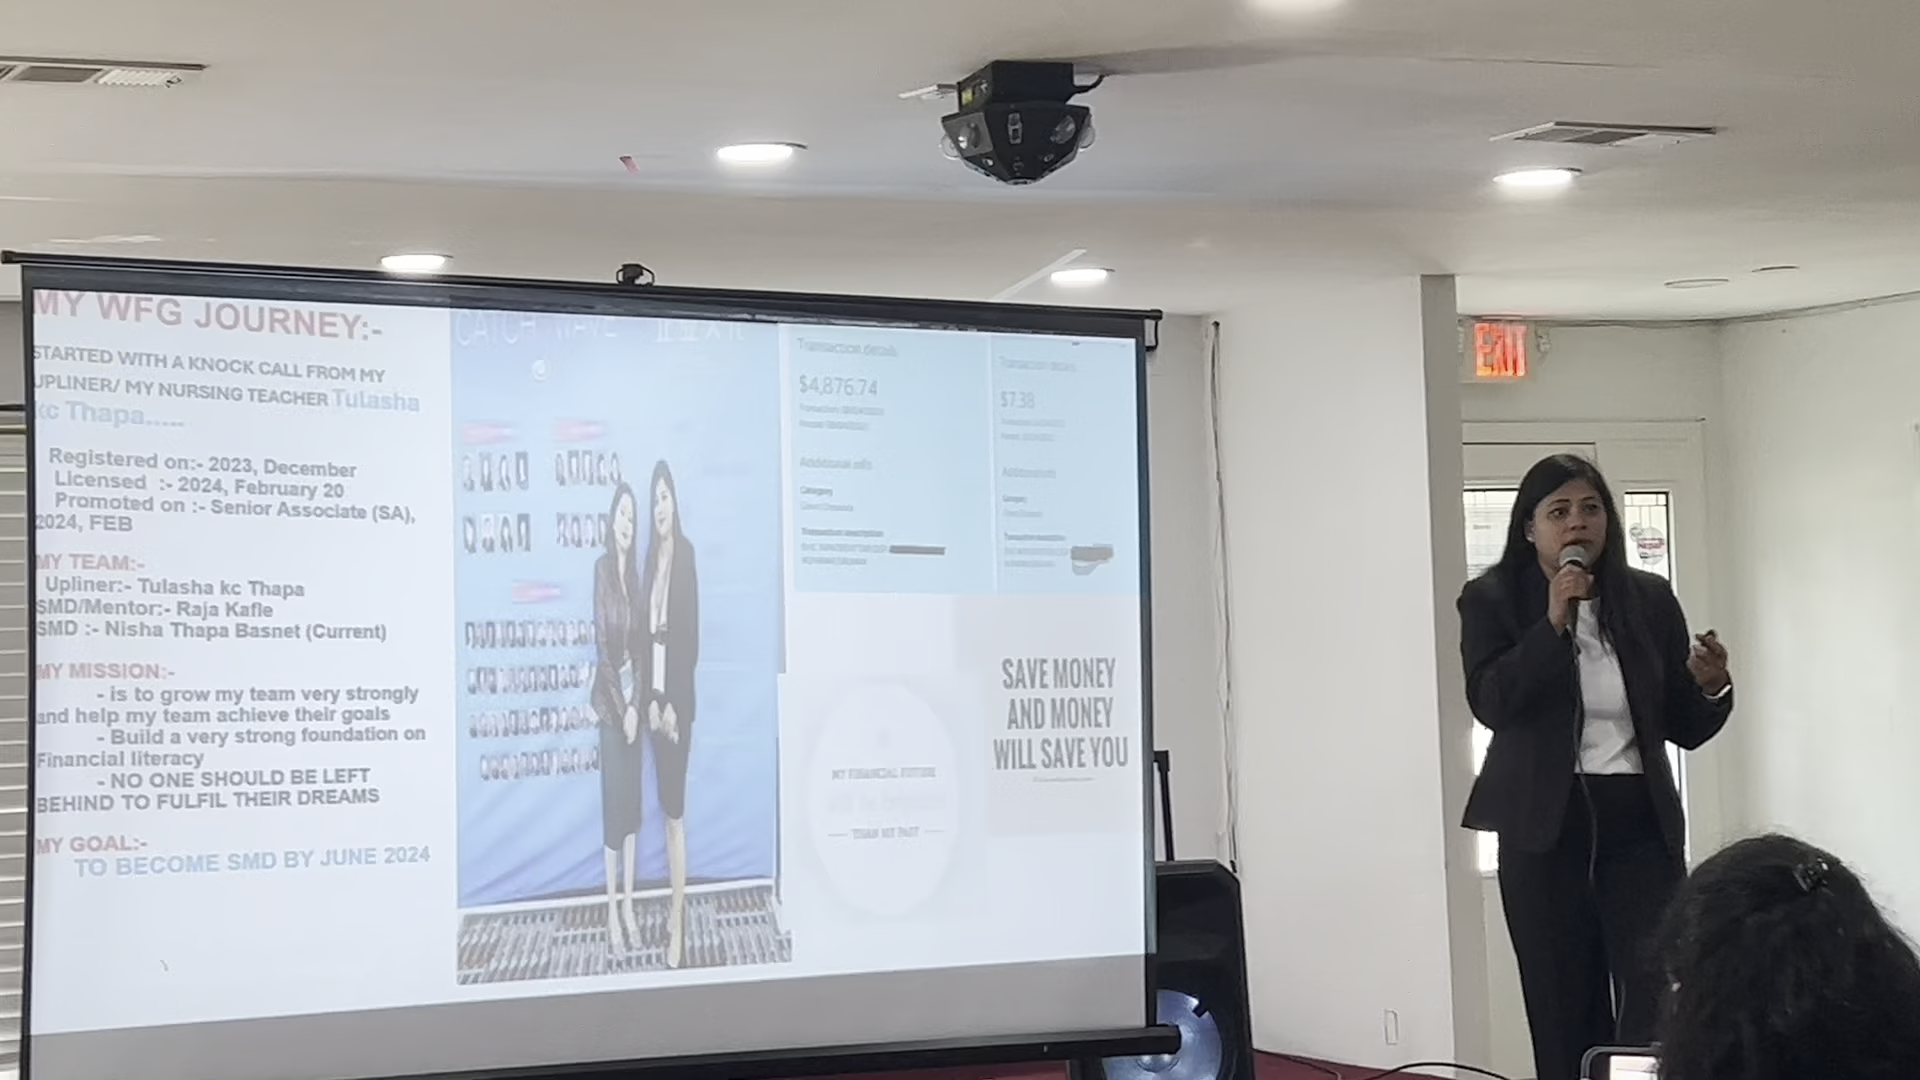 MY WFG JOURNEY:-
STARTED WITH A KNOCK CALL FROM MY
UPLINER/ MY NURSING TEACHER Tulasha
kc Thapa.....
Registered on:- 2023, December
Licensed :- 2024, February 20
Promoted on :- Senior Associate (SA),
2024, FEB
MY TEAM:-
Upliner:- Tulasha kc Thapa
SMD/Mentor:- Raja Kafle
SMD :- Nisha Thapa Basnet (Current)
MY MISSION:-
- is to grow my team very strongly
and help my team achieve their goals
- Build a very strong foundation on
Financial literacy
- NO ONE SHOULD BE LEFT
BEHIND TO FULFIL THEIR DREAMS
MY GOAL:-
TO BECOME SMD BY JUNE 2024
CATCH WAVE
Transaction details
$4,876.74
Additional info
Category
Transaction description
Transaction details
$7.38
Additional info
Category
SAVE MONEY
AND MONEY
WILL SAVE YOU
MY FINANCIAL FUTURE
THAN MY PAST
EXIT